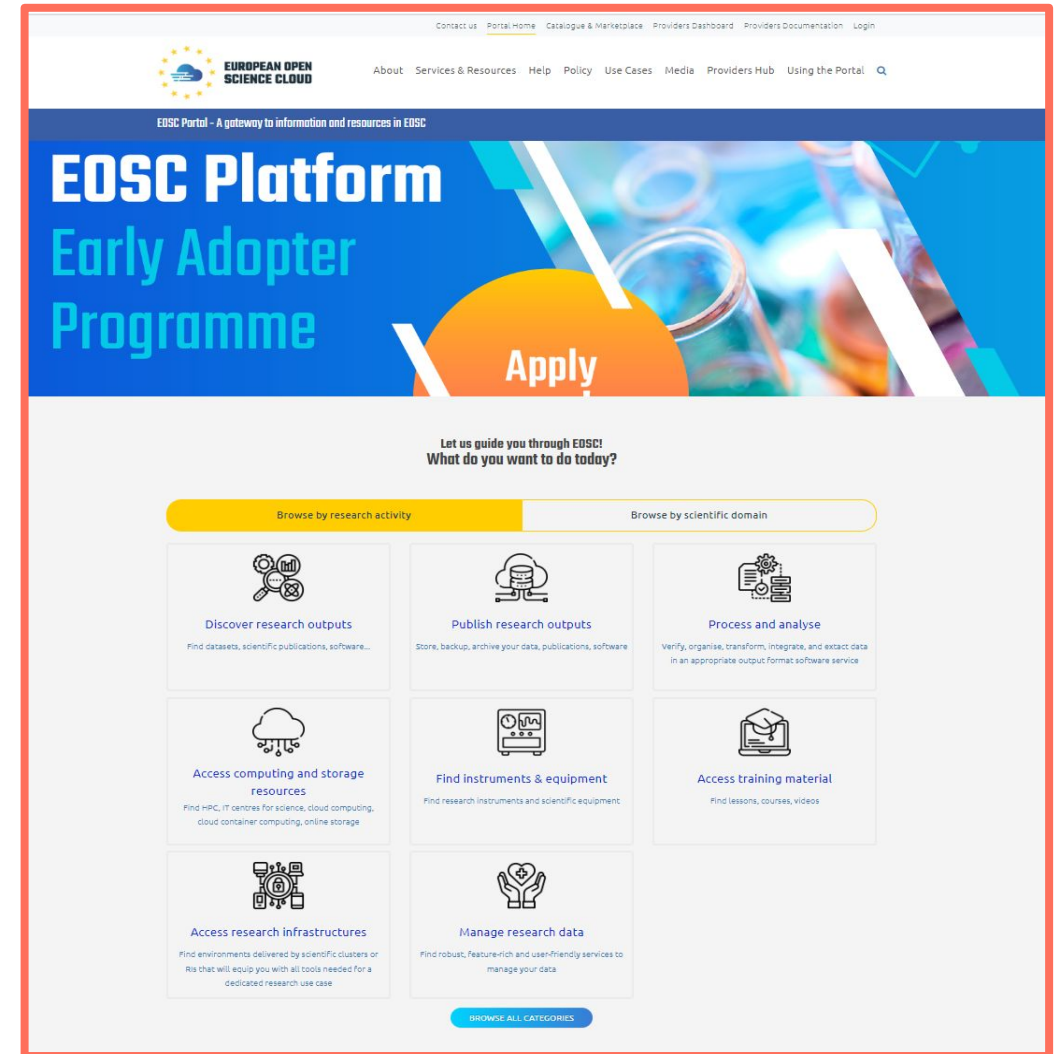 Contact us Portal Home Catalogue & Marketplace Providers Dashboard Providers Documentation Login
EUROPEAN OPEN
SCIENCE CLOUD
About Services & Resources Help Policy Use Cases Media Providers Hub Using the Portal
EOSC Portal - A gateway to information and resources in EOSC
EOSC Platform
Early Adopter
Programme
Apply
Let us guide you through EOSC!
What do you want to do today?
Browse by research activity
Browse by scientific domain
Discover research outputs
Find datasets, scientific publications, software...
Publish research outputs
Store, backup, archive your data, publications, software
Process and analyse
Verify, organise, transform, integrate, and extact data
in an appropriate output format software service
Access computing and storage
resources
Find HPC, IT centres for science, cloud computing,
cloud container computing, online storage
Find instruments & equipment
Find research instruments and scientific equipment
Access training material
Find lessons, courses, videos
Access research infrastructures
Find environments delivered by scientific clusters or
RIs that will equip you with all tools needed for a
dedicated research use case
Manage research data
Find robust, feature-rich and user-friendly services to
manage your data
BROWSE ALL CATEGORIES